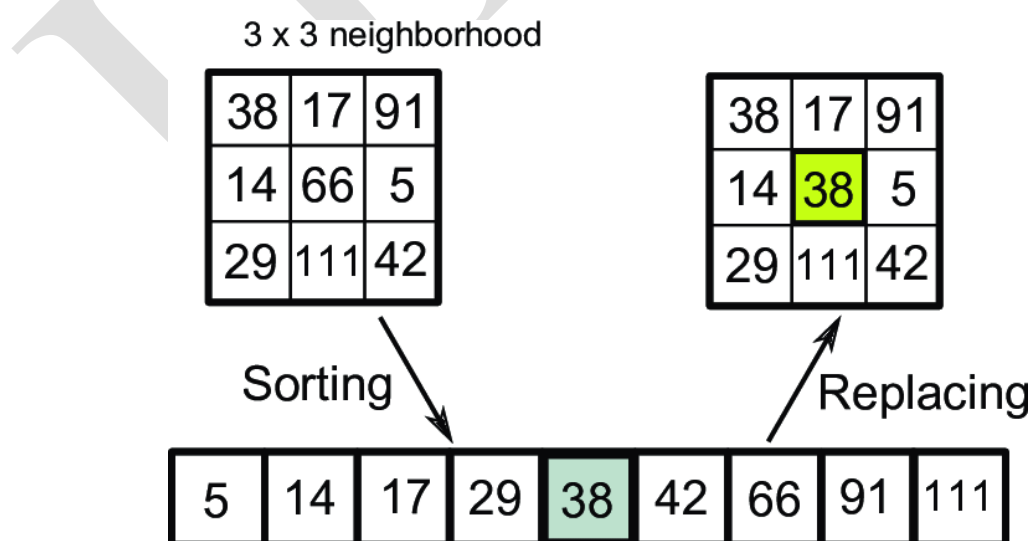 3 x 3 neighborhood
38 17 91
14 66 5
29 111 42
38 17 91
14 38 5
29 111 42
Sorting
Replacing
5 14 17 29 38 42 66 91 111